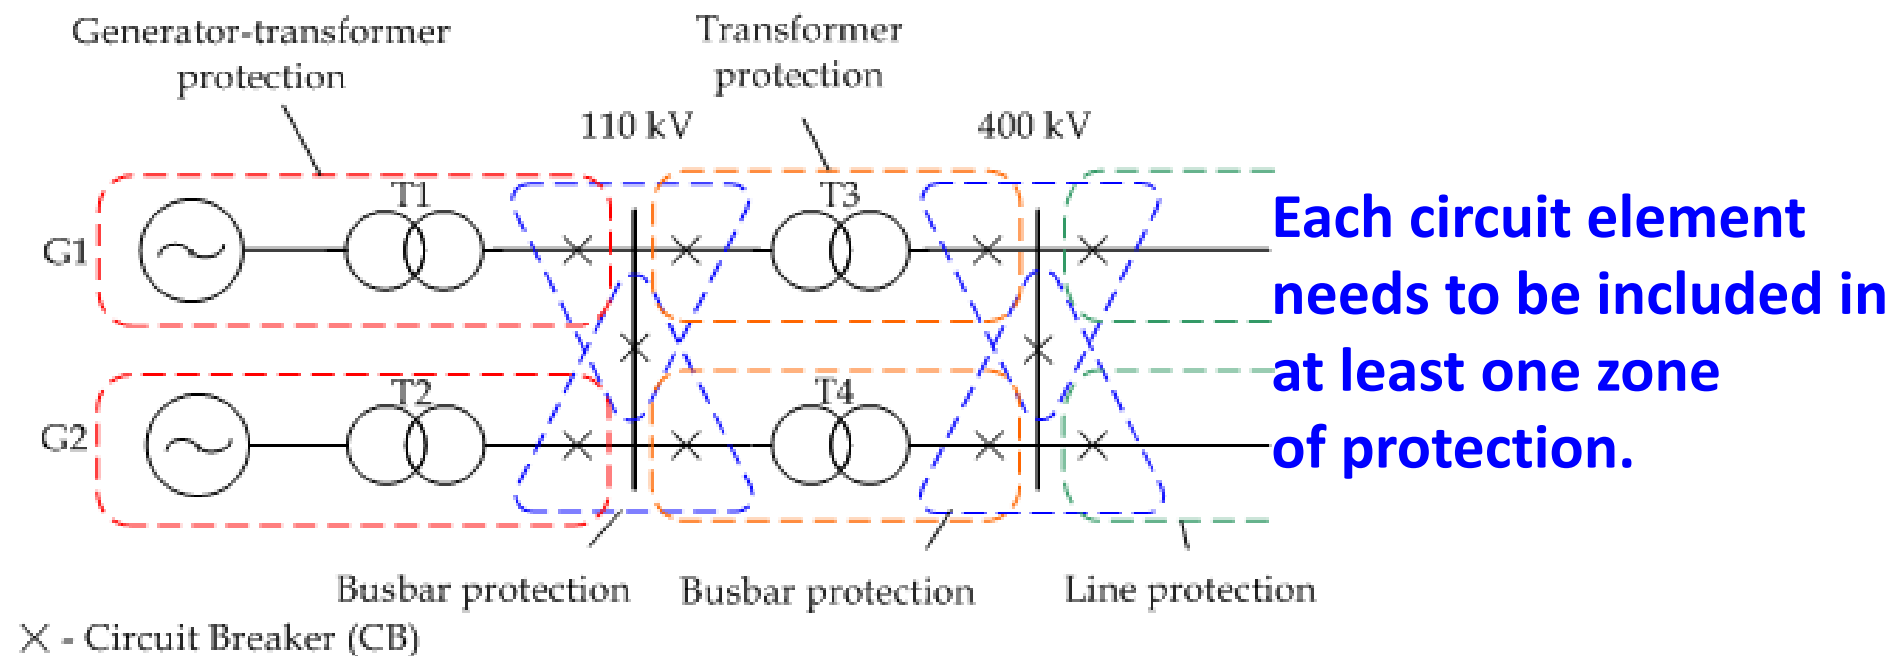 Generator-transformer
protection
Transformer
protection
110 kV
400 kV
T1
T3
G1
T2
T4
G2
Each circuit element
needs to be included in
at least one zone
of protection.
Busbar protection
Busbar protection
Line protection
X - Circuit Breaker (CB)